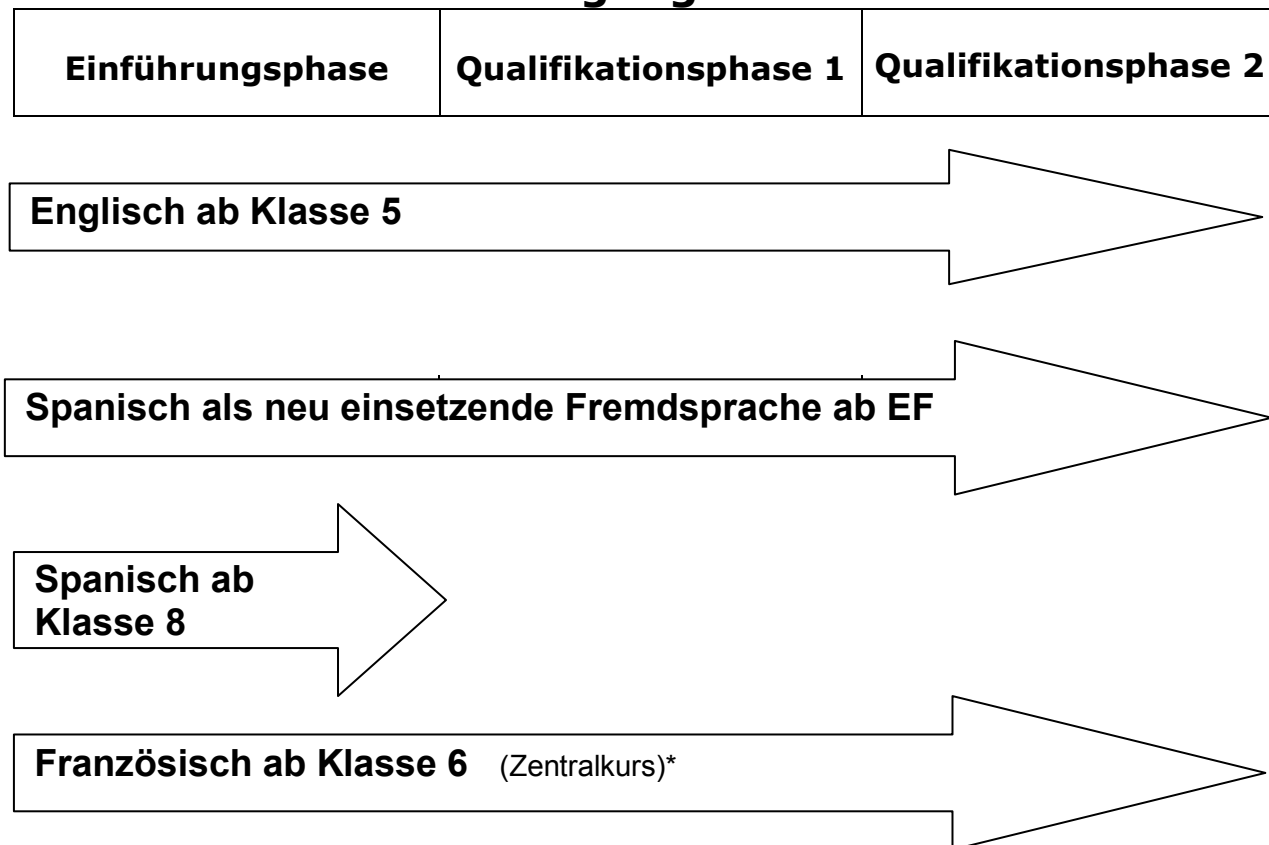 Einführungsphase Qualifikationsphase 1 Qualifikationsphase 2
Englisch ab Klasse 5
Spanisch als neu einsetzende Fremdsprache ab EF
Spanisch ab
Klasse 8
Französisch ab Klasse 6 (Zentralkurs)*